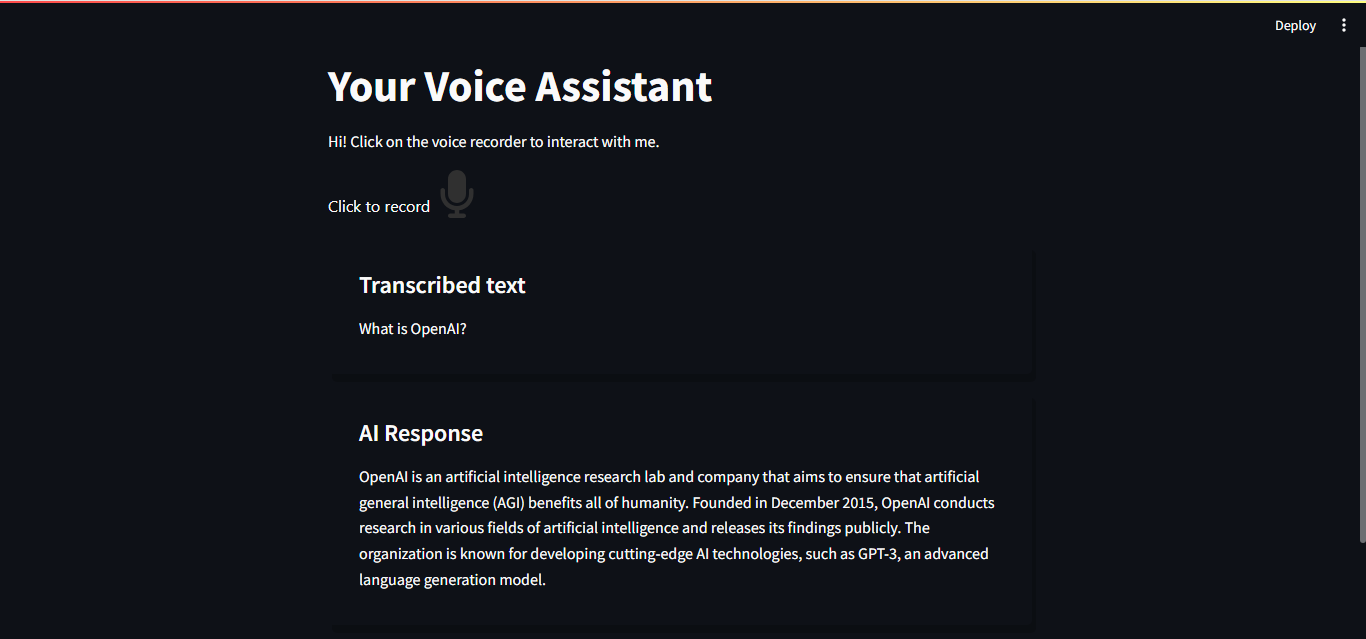 Deploy
Your Voice Assistant
Hi! Click on the voice recorder to interact with me.
Click to record
Transcribed text
What is OpenAI?
AI Response
OpenAI is an artificial intelligence research lab and company that aims to ensure that artificial
general intelligence (AGI) benefits all of humanity. Founded in December 2015, OpenAI conducts
research in various fields of artificial intelligence and releases its findings publicly. The
organization is known for developing cutting-edge AI technologies, such as GPT-3, an advanced
language generation model.